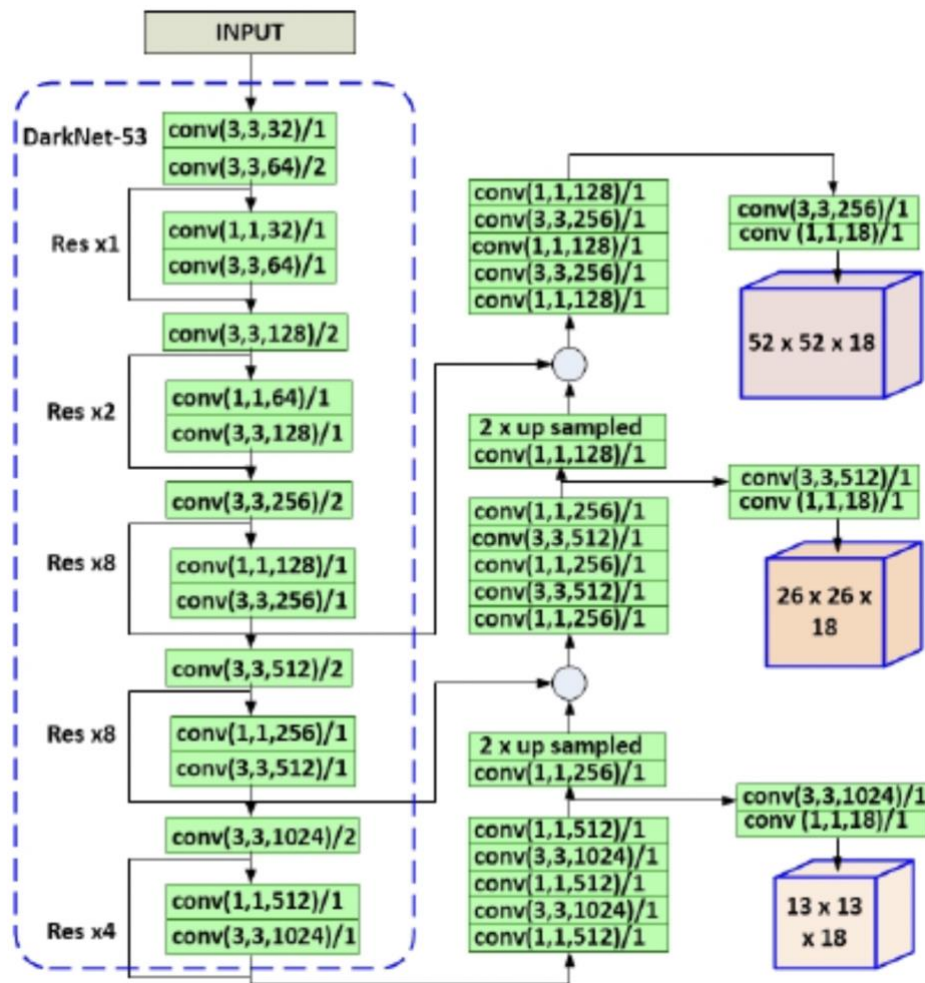 INPUT
DarkNet-53
conv(3,3,32)/1
conv(3,3,64)/2
Res x1
conv(1,1,32)/1
conv(3,3,64)/1
conv(3,3,128)/2
Res x2
conv(1,1,64)/1
conv(3,3,128)/1
conv(3,3,256)/2
Res x8
conv(1,1,128)/1
conv(3,3,256)/1
conv(3,3,512)/2
Res x8
conv(1,1,256)/1
conv(3,3,512)/1
conv(3,3,1024)/2
Res x4
conv(1,1,512)/1
conv(3,3,1024)/1
conv(1,1,128)/1
conv(3,3,256)/1
conv(1,1,128)/1
conv(3,3,256)/1
conv(1,1,128)/1
2 x up sampled
conv(1,1,128)/1
conv(1,1,256)/1
conv(3,3,512)/1
conv(1,1,256)/1
conv(3,3,512)/1
conv(1,1,256)/1
2 x up sampled
conv(1,1,256)/1
conv(1,1,512)/1
conv(3,3,1024)/1
conv(1,1,512)/1
conv(3,3,1024)/1
conv(1,1,512)/1
conv(3,3,256)/1
conv (1,1,18)/1
52 x 52 x 18
conv(3,3,512)/1
conv (1,1,18)/1
26 x 26 x
18
conv(3,3,1024)/1
conv (1,1,18)/1
13 x 13
x 18